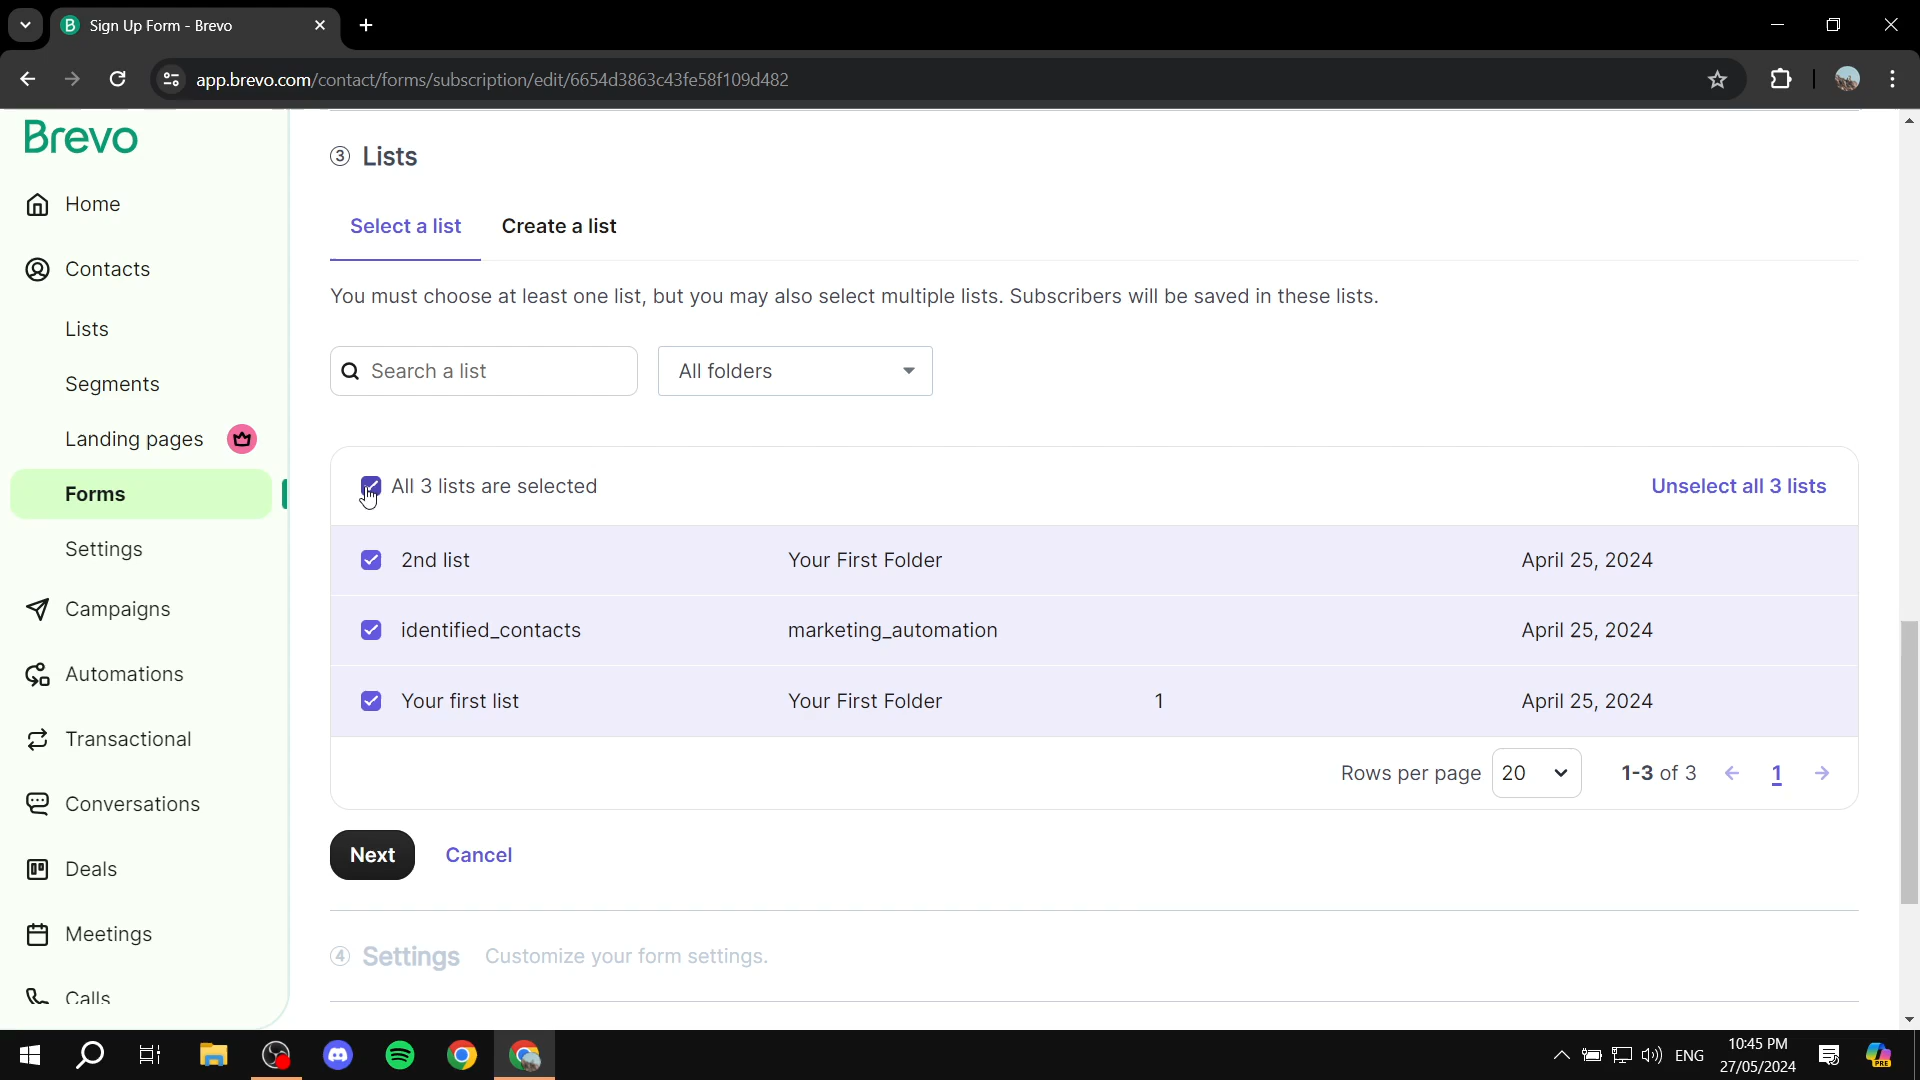 Sign Up Form - Brevo
app.brevo.com/contact/forms/subscription/edit/6654d3863c43fe58f109d482
Brevo
Home
Contacts
Lists
Segments
Landing pages
Forms
Settings
Campaigns
Automations
Transactional
Conversations
Deals
Meetings
Calls
3 Lists
Select a list Create a list
You must choose at least one list, but you may also select multiple lists. Subscribers will be saved in these lists.
Search a list All folders
All 3 lists are selected Unselect all 3 lists
2nd list Your First Folder April 25, 2024
identified_contacts marketing_automation April 25, 2024
Your first list Your First Folder 1 April 25, 2024
Rows per page 20 1-3 of 3 1
Next Cancel
4 Settings Customize your form settings.
ENG
10:45 PM
27/05/2024
PRE